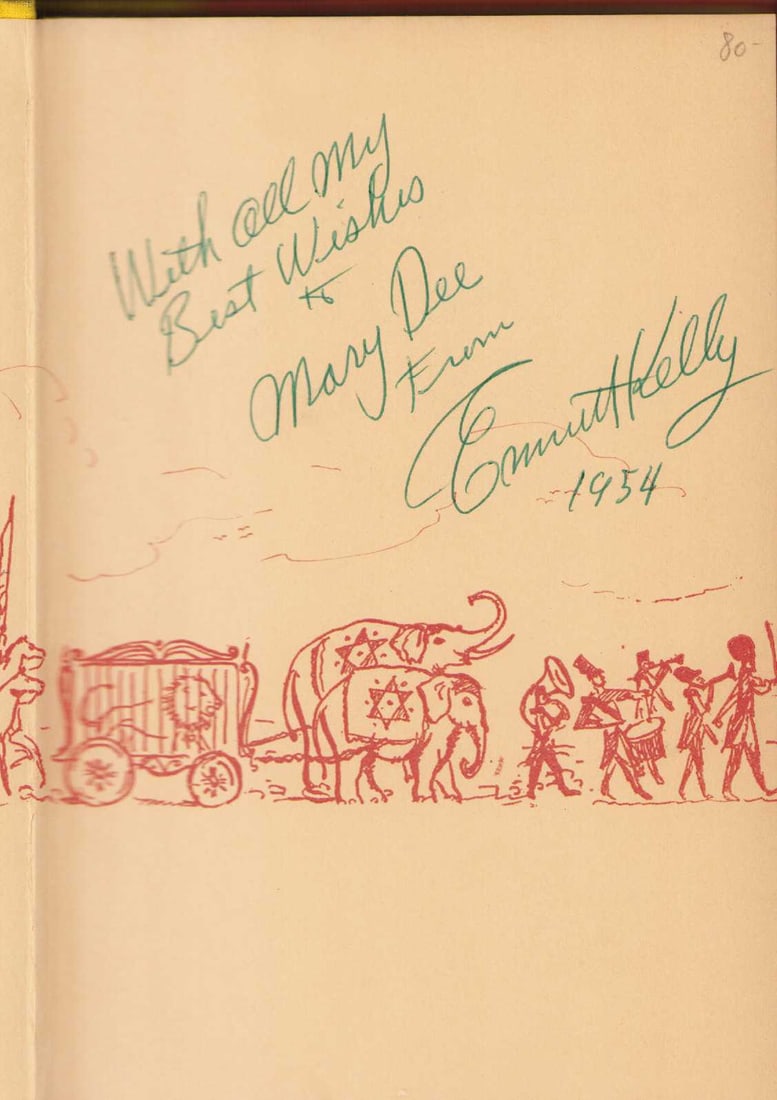 80-
With all My
Best Wishes
to
Mary Dee
From
Emmett Kelly
1954